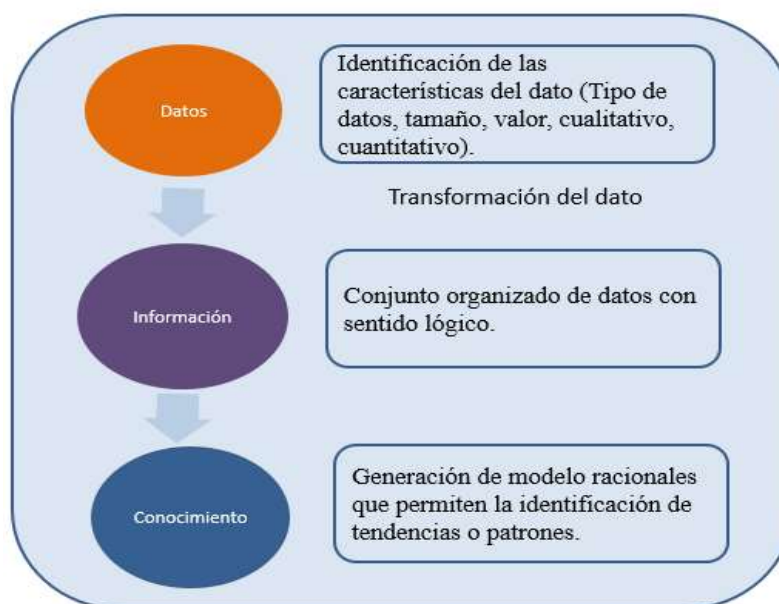 Datos
Identificación de las
características del dato (Tipo de
datos, tamaño, valor, cualitativo,
cuantitativo).
Transformación del dato
Información
Conjunto organizado de datos con
sentido lógico.
Conocimiento
Generación de modelo racionales
que permiten la identificación de
tendencias o patrones.